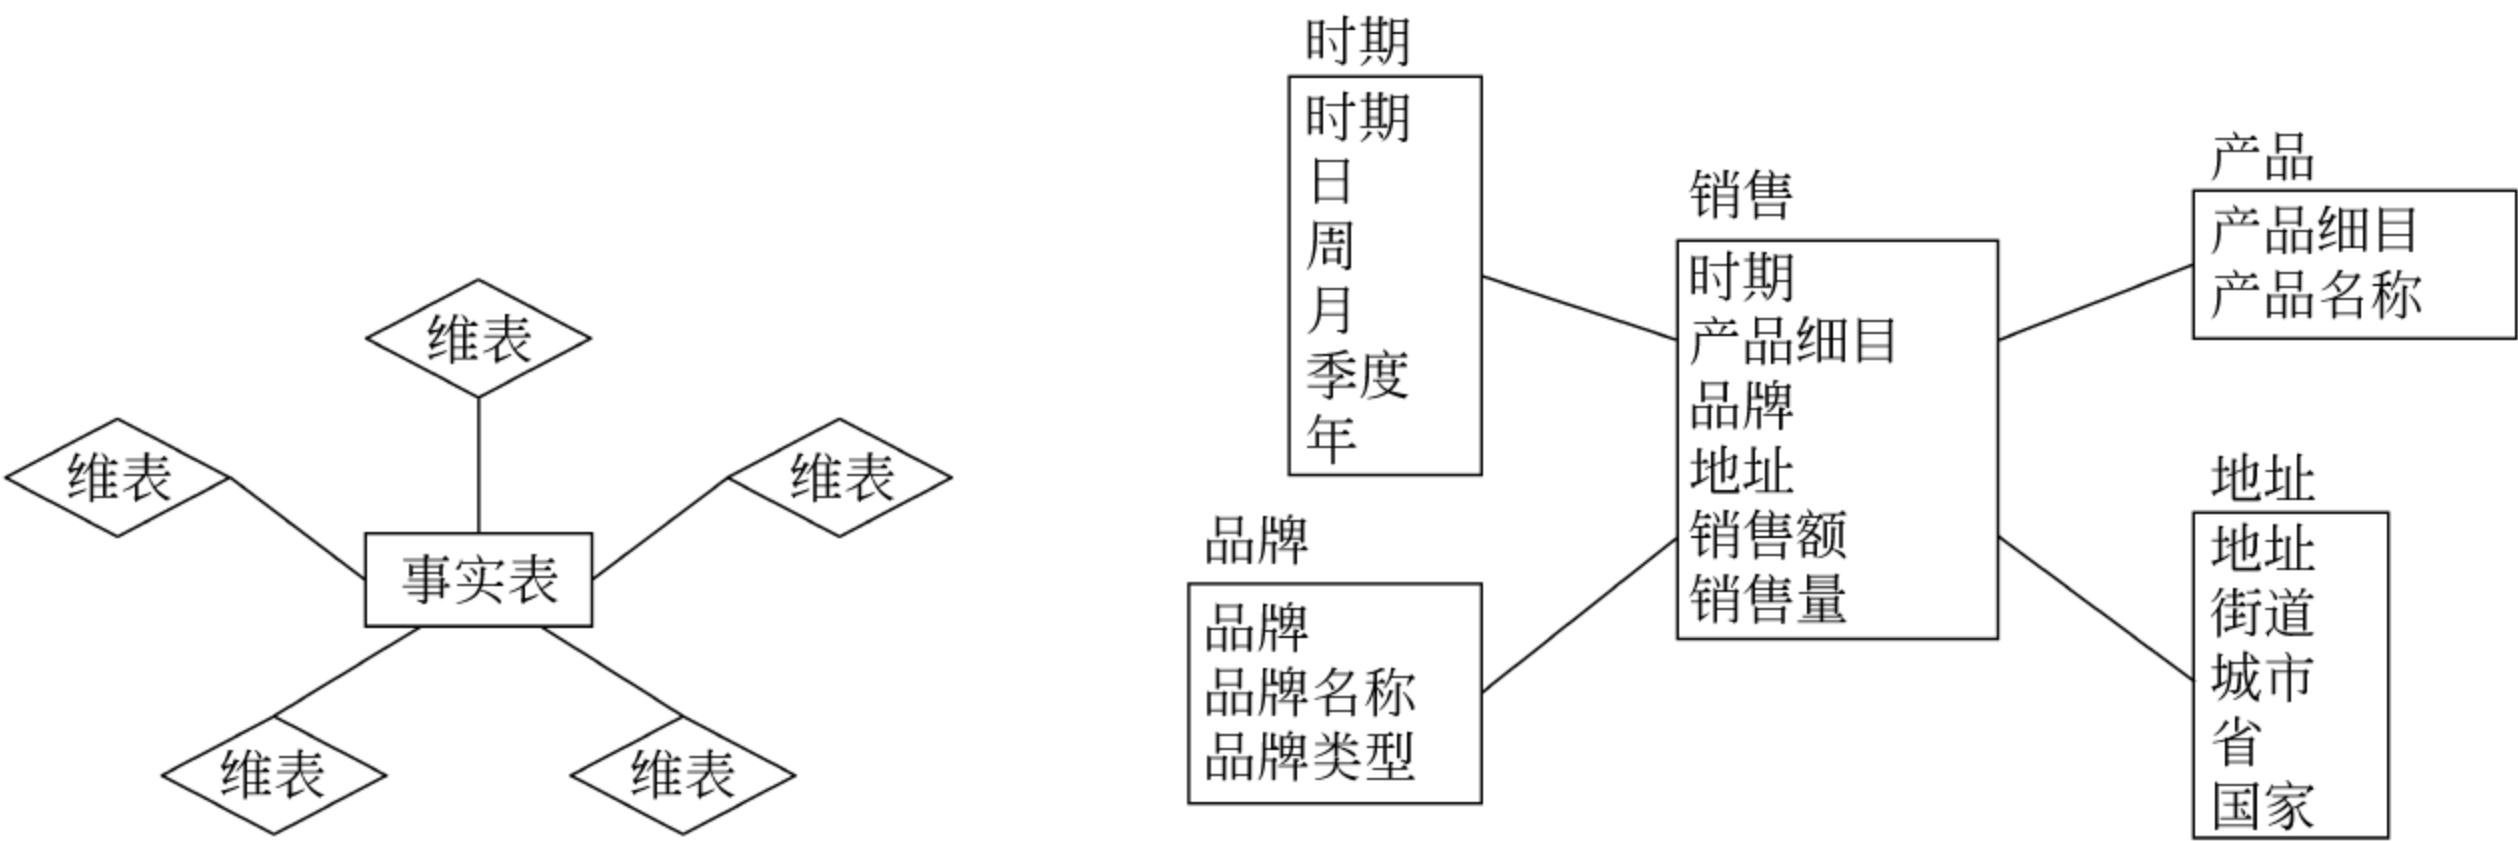 维表
维表
维表
事实表
维表
维表
时期
时期
日
周
月
季度
年
品牌
品牌
品牌名称
品牌类型
销售
时期
产品细目
品牌
地址
销售额
销售量
产品
产品细目
产品名称
地址
地址
街道
城市
省
国家